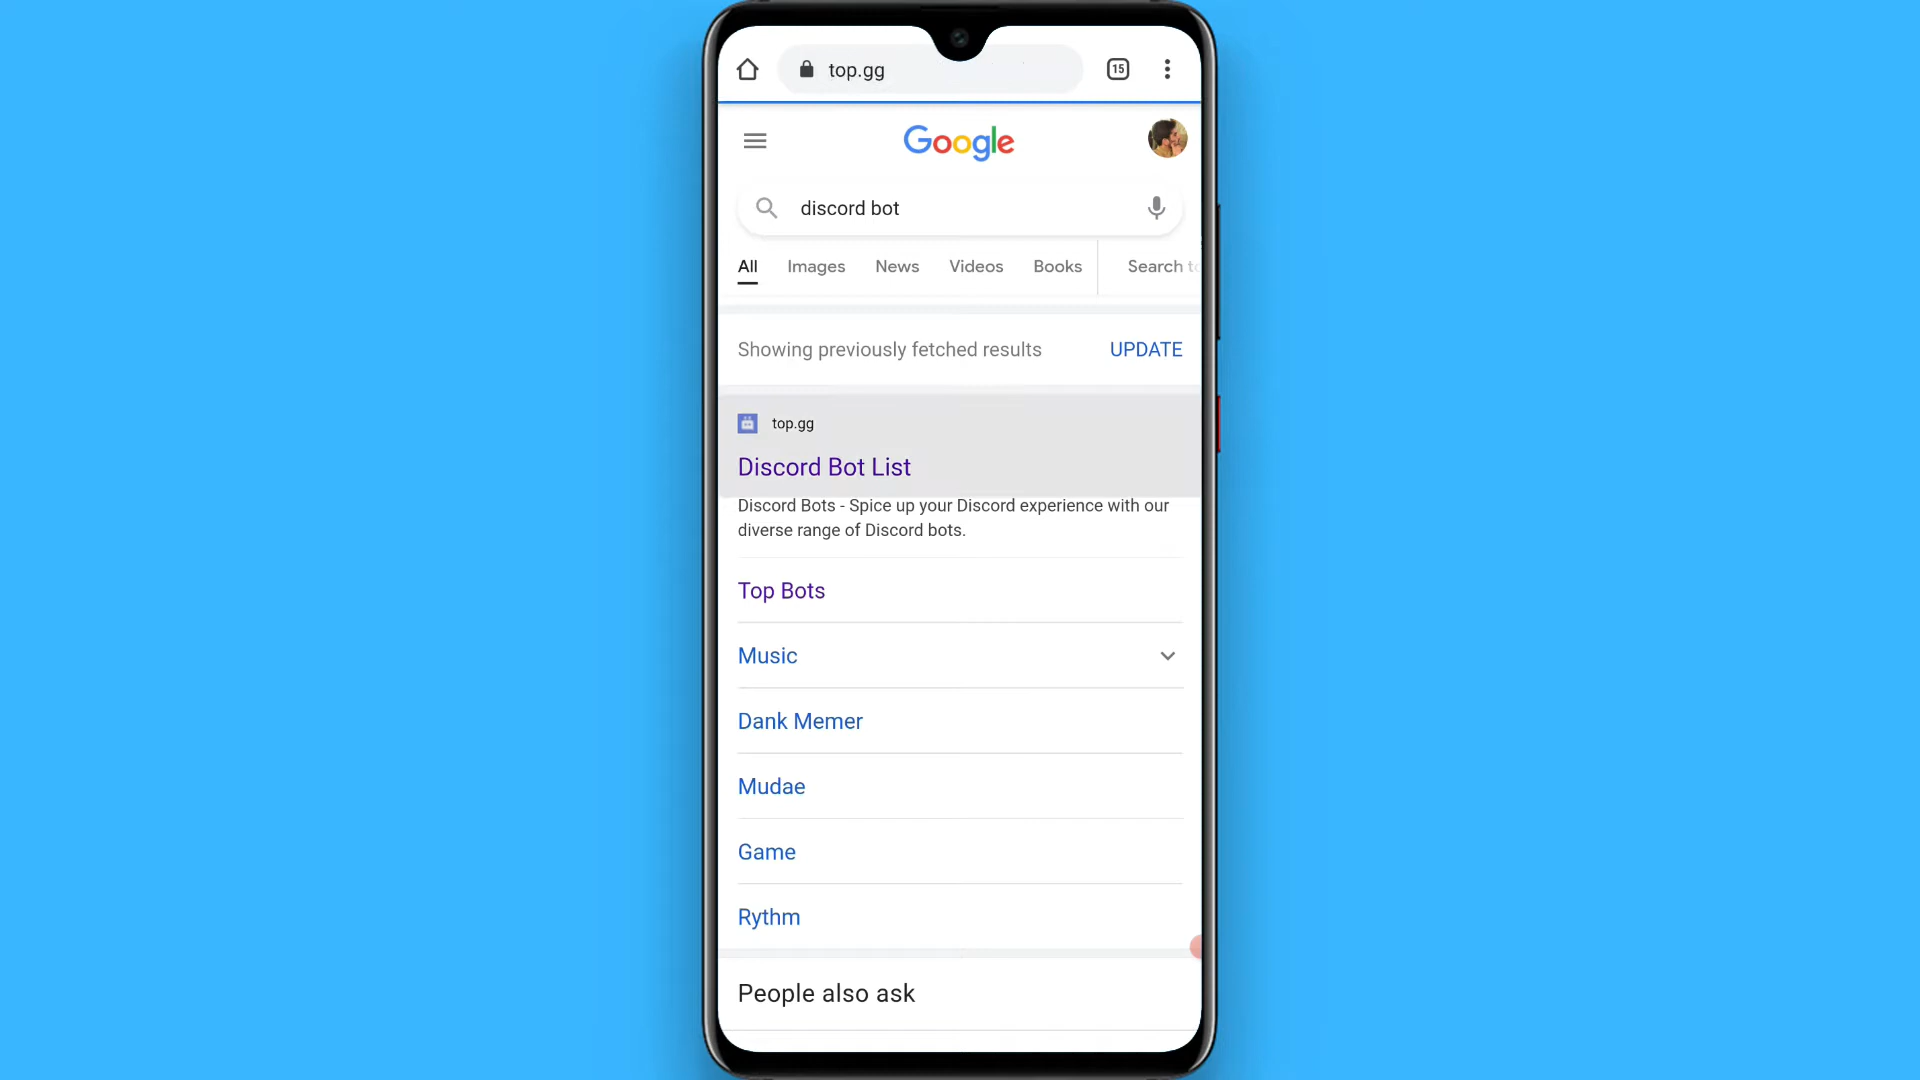 top.gg
15
Google
discord bot
All Images News Videos Books Search to
Showing previously fetched results UPDATE
top.gg
Discord Bot List
Discord Bots - Spice up your Discord experience with our
diverse range of Discord bots.
Top Bots
Music
Dank Memer
Mudae
Game
Rythm
People also ask